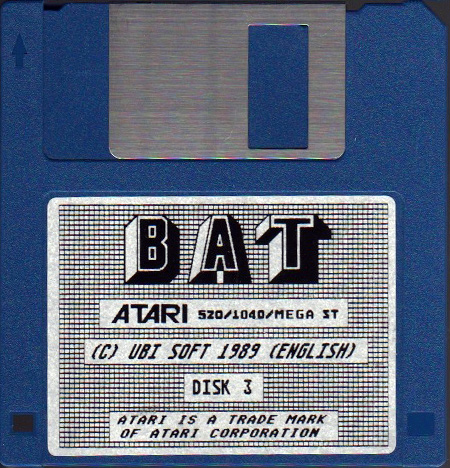 BAT
ATARI 520/1040/MEGA ST
(C) UBI SOFT 1989 (ENGLISH)
DISK 3
ATARI IS A TRADE MARK
OF ATARI CORPORATION